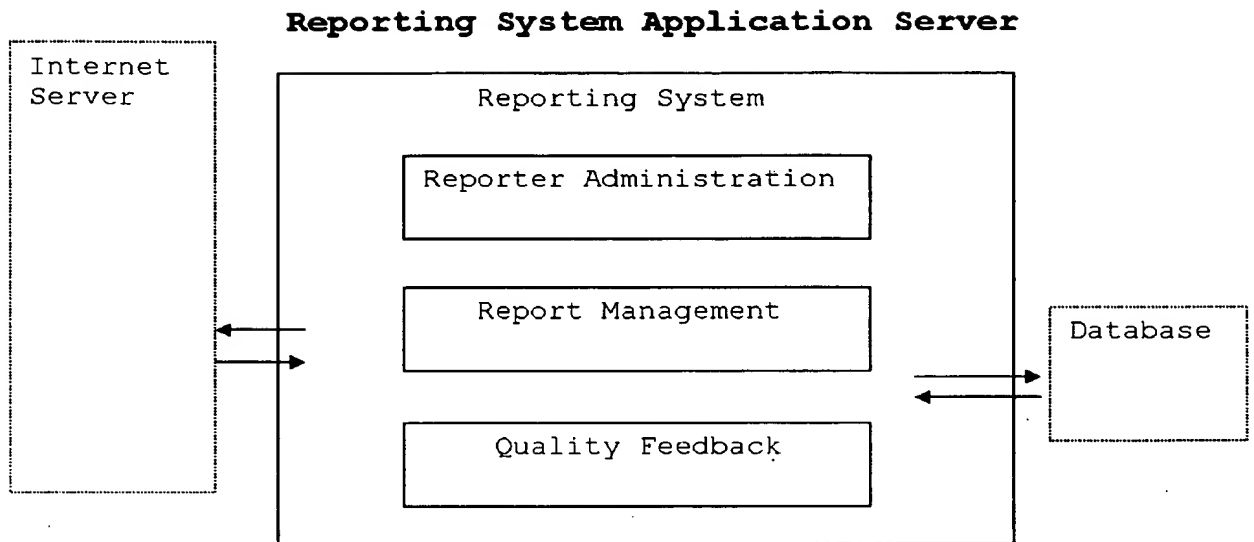 Reporting System Application Server
Internet
Server
Reporting System
Reporter Administration
Report Management
Database
Quality Feedback